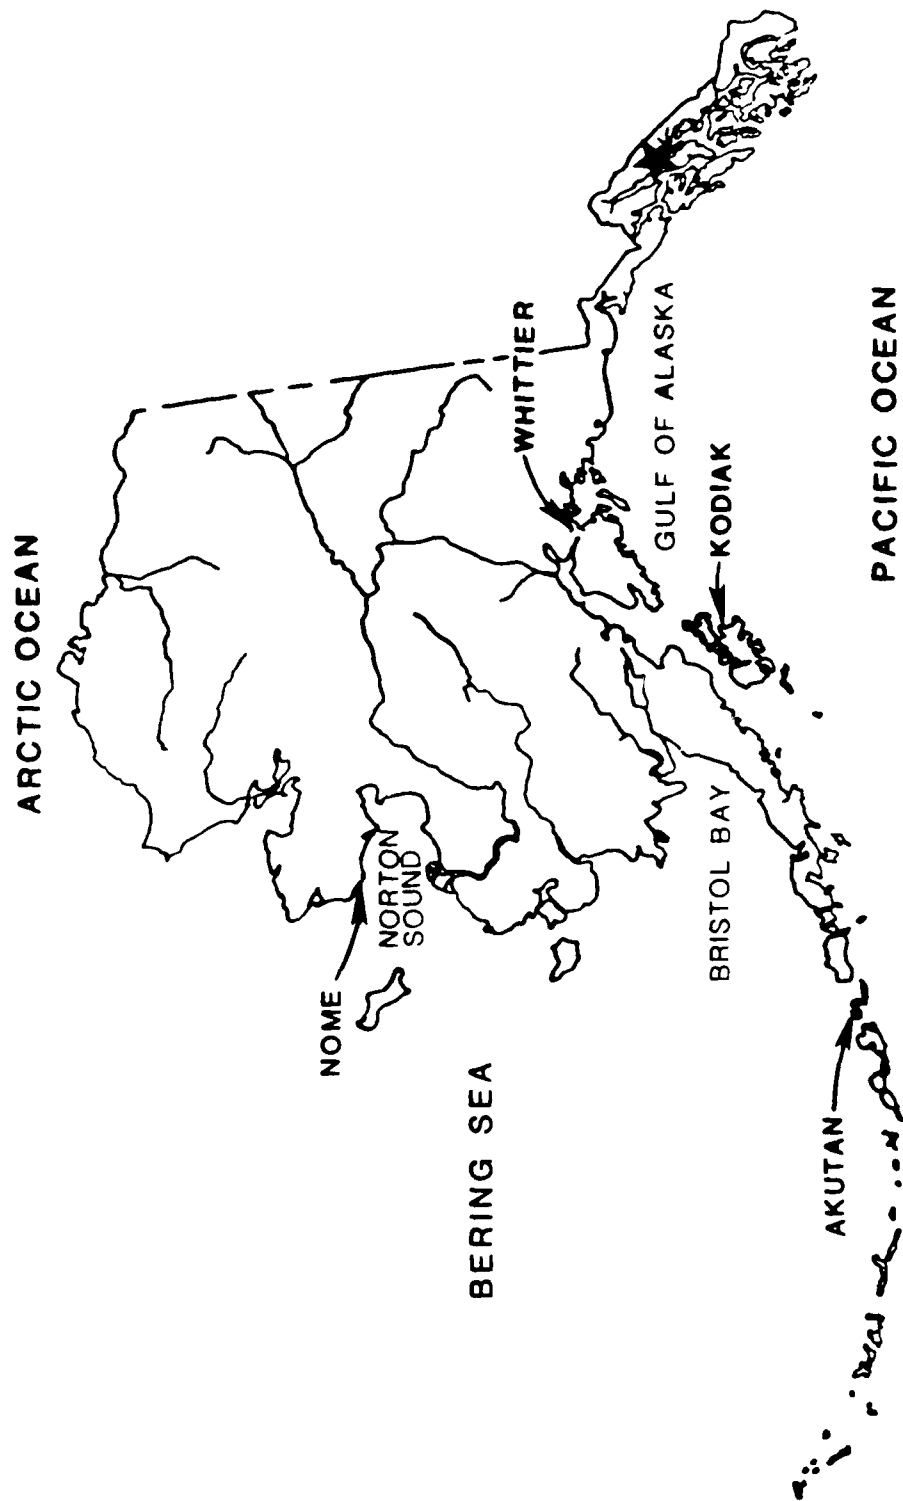 ARCTIC OCEAN
NOME
NORTON
SOUND
BERING SEA
WHITTIER
GULF OF ALASKA
KODIAK
BRISTOL BAY
AKUTAN
PACIFIC OCEAN